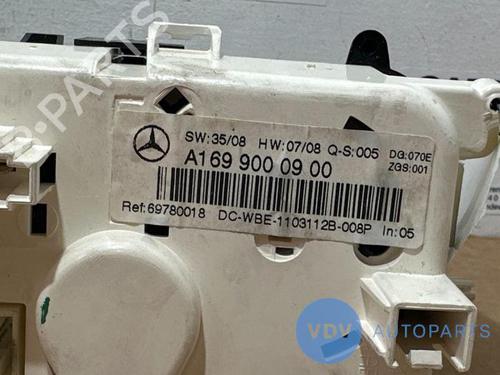 SW:35/08 HW:07/08 Q-S:005 DG:070E
A169 900 09 00 ZGS:001
Ref:69780018 DC-WBE-1103112B-008P In:05
VDV AUTOPARTS